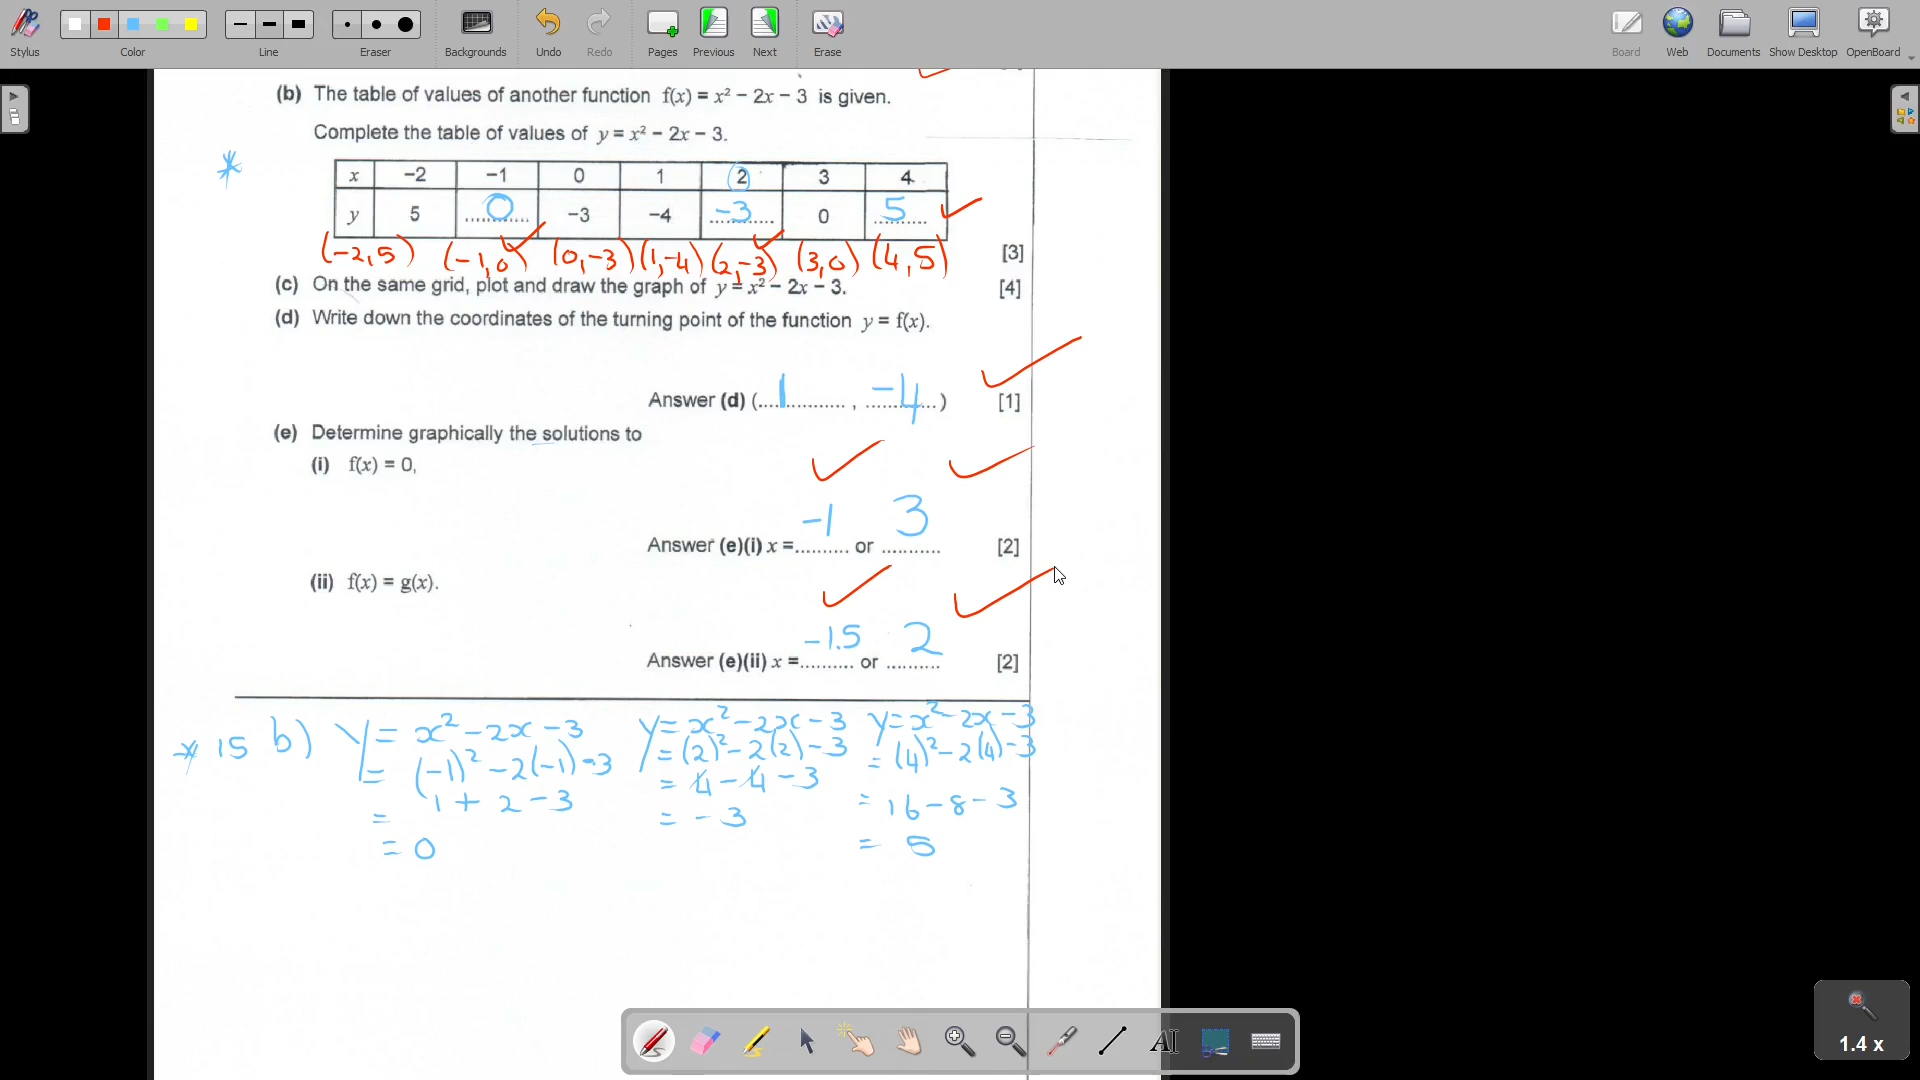 Stylus Color Line Eraser Backgrounds Undo Redo Pages Previous Next Erase Board Web Documents Show Desktop OpenBoard
(b) The table of values of another function f(x) = x² − 2x − 3 is given.
Complete the table of values of y = x² − 2x − 3.
*
x −2 −1 0 1 2 3 4
y 5 0 −3 −4 −3 0 5
(-2,5) (-1,0) (0,-3) (1,-4) (2,-3) (3,0) (4,5) [3]
(c) On the same grid, plot and draw the graph of y = x² − 2x − 3. [4]
(d) Write down the coordinates of the turning point of the function y = f(x).
Answer (d) (......1......... , ....-4.......) [1]
(e) Determine graphically the solutions to
(i) f(x) = 0,
-1 3
Answer (e)(i) x =.......... or ........... [2]
(ii) f(x) = g(x).
-1.5 2
Answer (e)(ii) x =.......... or .......... [2]
* 15 b) y = x² - 2x - 3 y = x² - 2x - 3 y = x² - 2x - 3
= (-1)² - 2(-1) - 3 = (2)² - 2(2) - 3 = (4)² - 2(4) - 3
= 1 + 2 - 3 = 4 - 4 - 3 = 16 - 8 - 3
= 0 = -3 = 5
AI
1.4 x